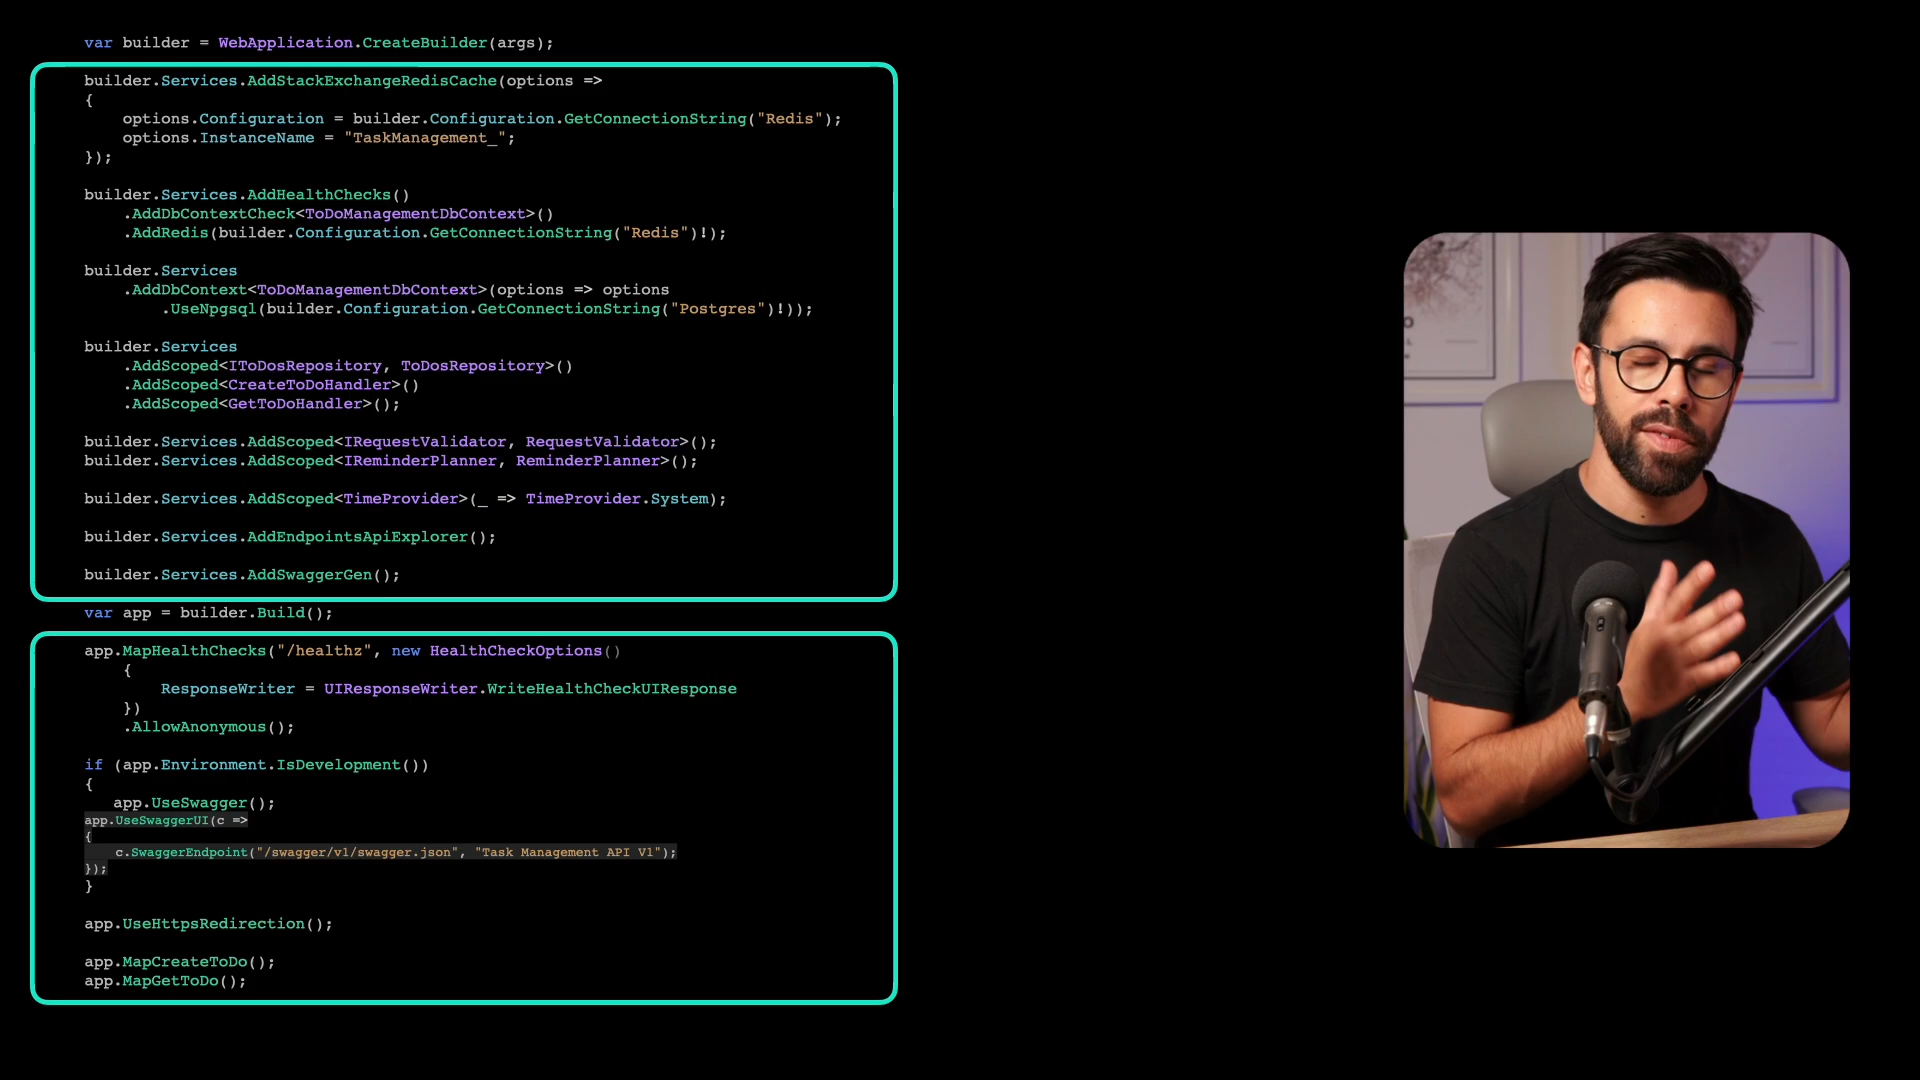 var builder = WebApplication.CreateBuilder(args);
builder.Services.AddStackExchangeRedisCache(options =>
{
    options.Configuration = builder.Configuration.GetConnectionString("Redis");
    options.InstanceName = "TaskManagement_";
});
builder.Services.AddHealthChecks()
    .AddDbContextCheck<ToDoManagementDbContext>()
    .AddRedis(builder.Configuration.GetConnectionString("Redis")!);
builder.Services
    .AddDbContext<ToDoManagementDbContext>(options => options
        .UseNpgsql(builder.Configuration.GetConnectionString("Postgres")!));
builder.Services
    .AddScoped<IToDosRepository, ToDosRepository>()
    .AddScoped<CreateToDoHandler>()
    .AddScoped<GetToDoHandler>();
builder.Services.AddScoped<IRequestValidator, RequestValidator>();
builder.Services.AddScoped<IReminderPlanner, ReminderPlanner>();
builder.Services.AddScoped<TimeProvider>(_ => TimeProvider.System);
builder.Services.AddEndpointsApiExplorer();
builder.Services.AddSwaggerGen();
var app = builder.Build();
app.MapHealthChecks("/healthz", new HealthCheckOptions()
    {
        ResponseWriter = UIResponseWriter.WriteHealthCheckUIResponse
    })
    .AllowAnonymous();
if (app.Environment.IsDevelopment())
{
   app.UseSwagger();
app.UseSwaggerUI(c =>
{
    c.SwaggerEndpoint("/swagger/v1/swagger.json", "Task Management API V1");
});
}
app.UseHttpsRedirection();
app.MapCreateToDo();
app.MapGetToDo();